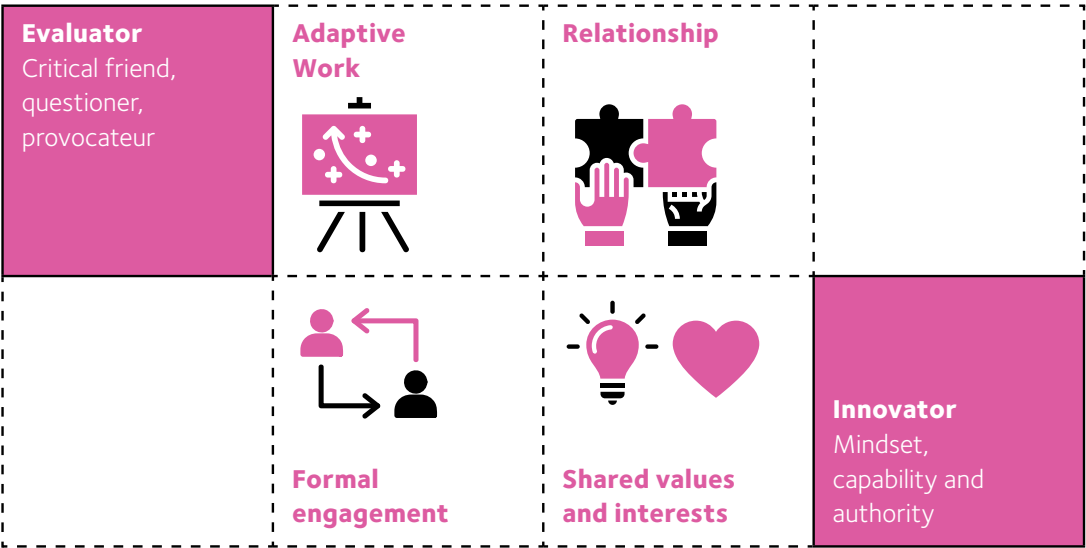 Evaluator
Critical friend,
questioner,
provocateur
Adaptive
Work
Relationship
Formal
engagement
Shared values
and interests
Innovator
Mindset,
capability and
authority